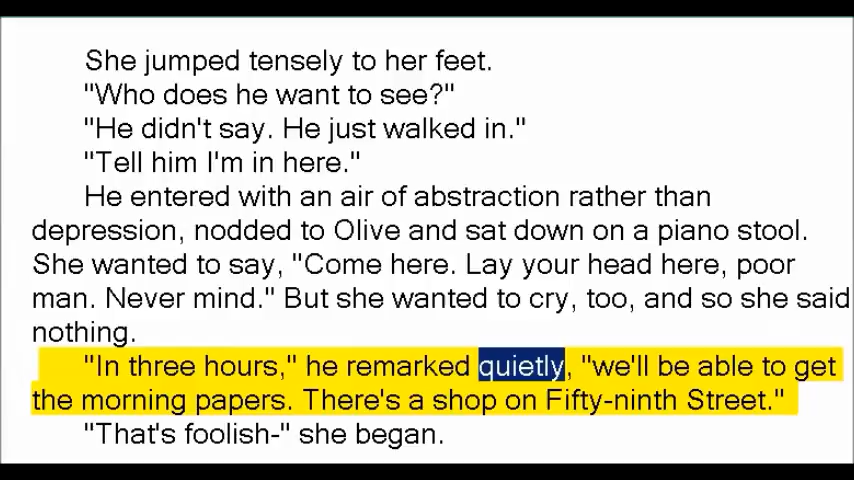 She jumped tensely to her feet.
"Who does he want to see?"
"He didn't say. He just walked in."
"Tell him I'm in here."
He entered with an air of abstraction rather than
depression, nodded to Olive and sat down on a piano stool.
She wanted to say, "Come here. Lay your head here, poor
man. Never mind." But she wanted to cry, too, and so she said
nothing.
"In three hours," he remarked quietly, "we'll be able to get
the morning papers. There's a shop on Fifty-ninth Street."
"That's foolish-" she began.